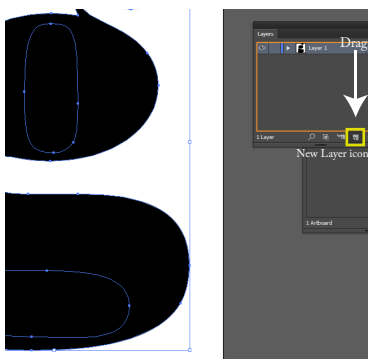 Layers
Layer 1
Drag
1 Layer
New Layer icon
1 Artboard